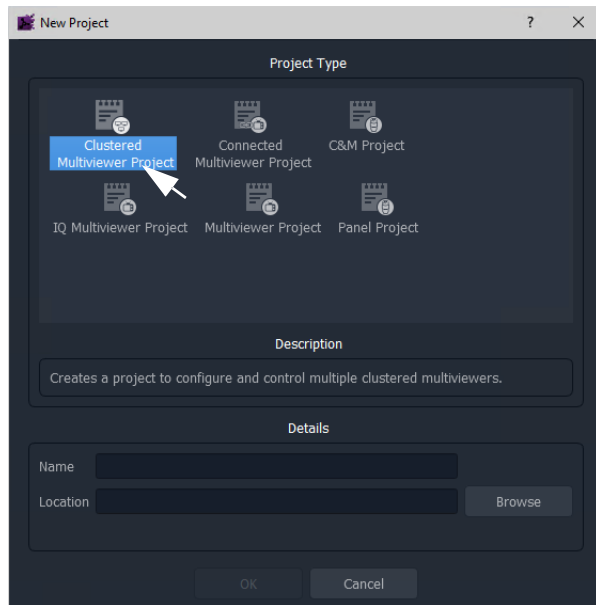 New Project
?
Project Type
Clustered
Multiviewer Project
Connected
Multiviewer Project
C&M Project
IQ Multiviewer Project
Multiviewer Project
Panel Project
Description
Creates a project to configure and control multiple clustered multiviewers.
Details
Name
Location
Browse
OK
Cancel